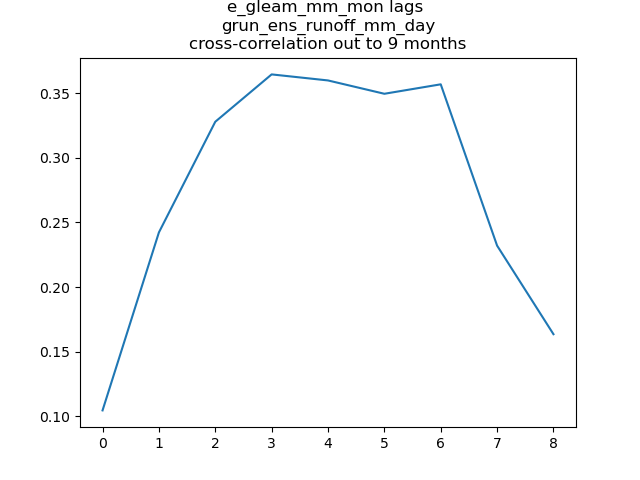 e_gleam_mm_mon lags
grun_ens_runoff_mm_day
cross-correlation out to 9 months
0.35
0.30
0.25
0.20
0.15
0.10
0 1 2 3 4 5 6 7 8